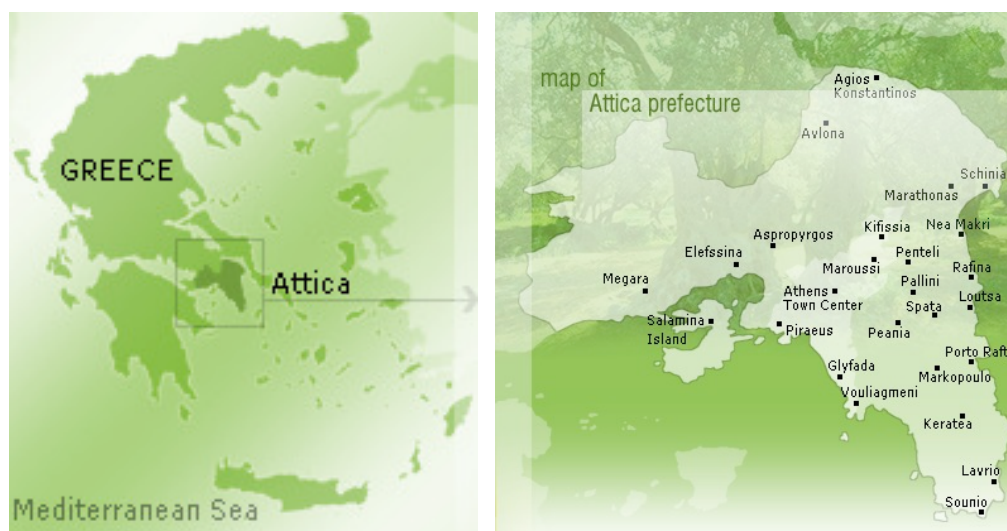 GREECE
Attica
Mediterranean Sea
map of
Attica prefecture
Agios
Konstantinos
Avlona
Schinia
Marathonas
Kifissia
Nea Makri
Aspropyrgos
Elefssina
Penteli
Maroussi
Rafina
Megara
Athens
Town Center
Pallini
Loutsa
Spata
Salamina
Island
Piraeus
Peania
Porto Raft
Glyfada
Markopoulo
Vouliagmeni
Keratea
Lavrio
Sounio